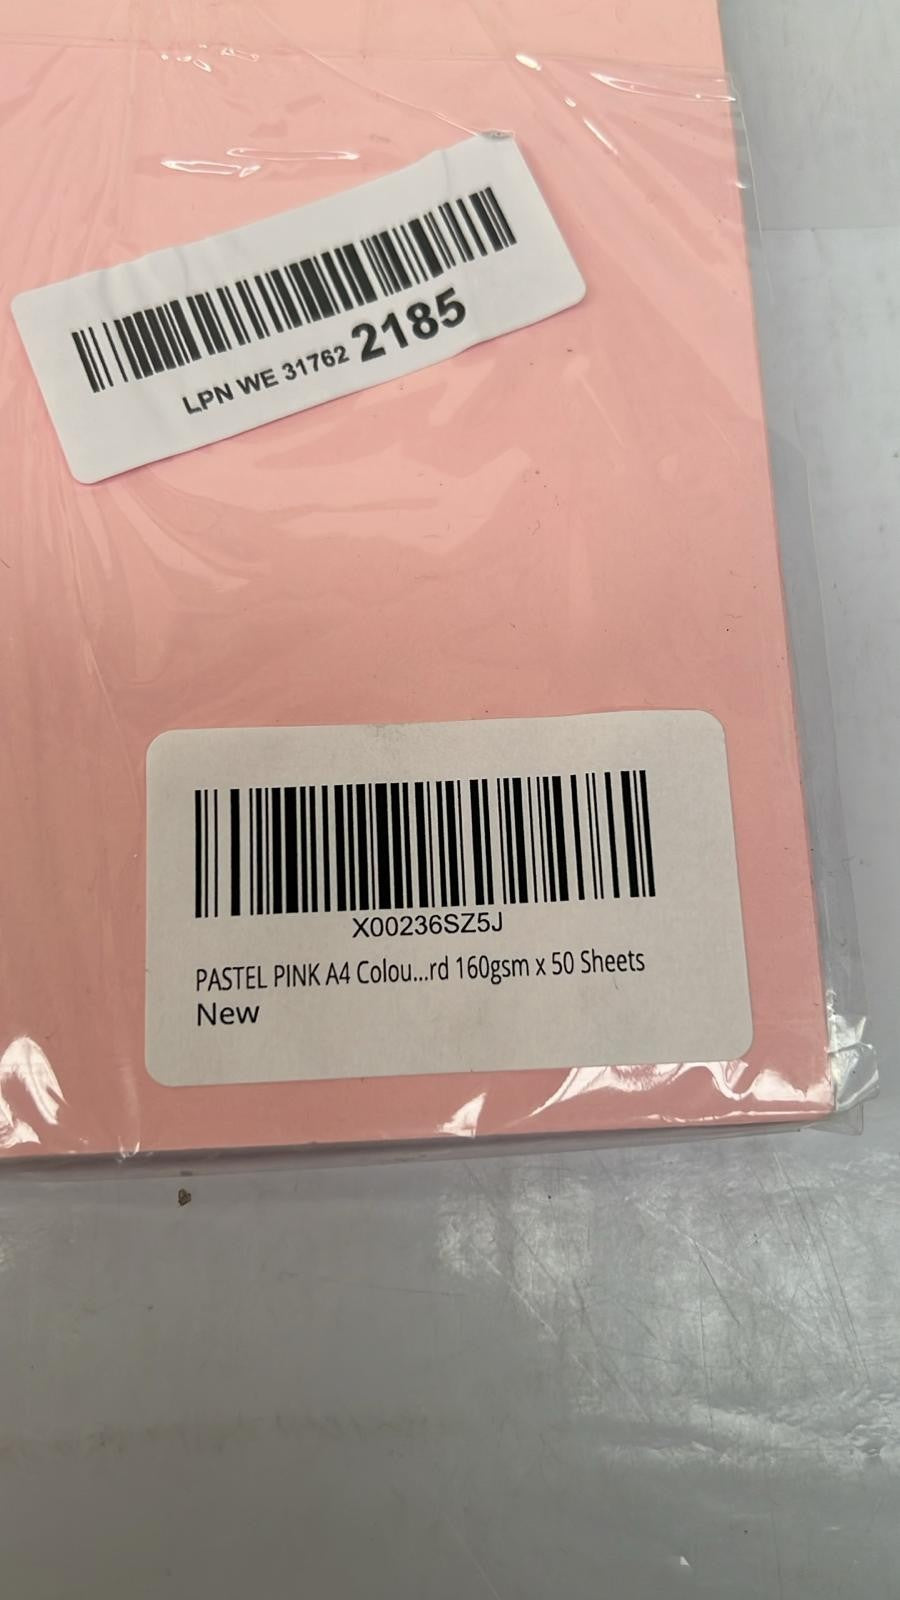 LPN WE 31762 2185
X00236SZ5J
PASTEL PINK A4 Colou...rd 160gsm x 50 Sheets
New